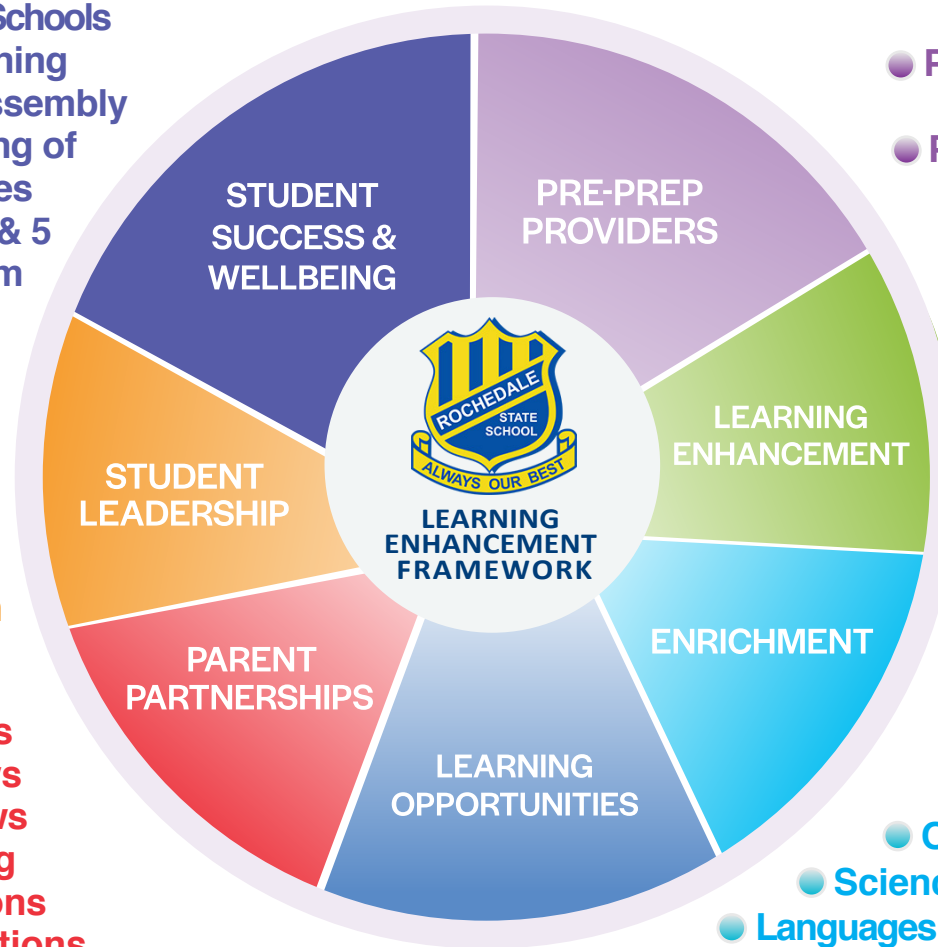 Schools
ssembly
of
& 5
STUDENT
SUCCESS &
WELLBEING
PRE-PREP
PROVIDERS
LEARNING
ENHANCEMENT
ENRICHMENT
LEARNING
OPPORTUNITIES
PARENT
PARTNERSHIPS
STUDENT
LEADERSHIP
ROCHEDALE
STATE
SCHOOL
ALWAYS OUR BEST
LEARNING
ENHANCEMENT
FRAMEWORK
Languages